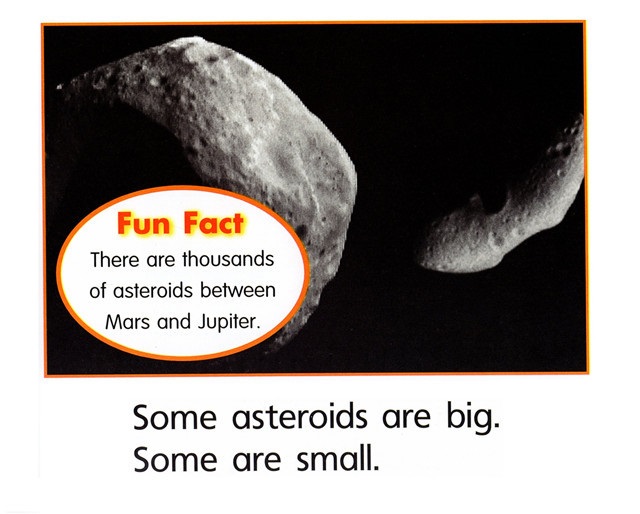 Fun Fact
There are thousands
of asteroids between
Mars and Jupiter.
Some asteroids are big.
Some are small.